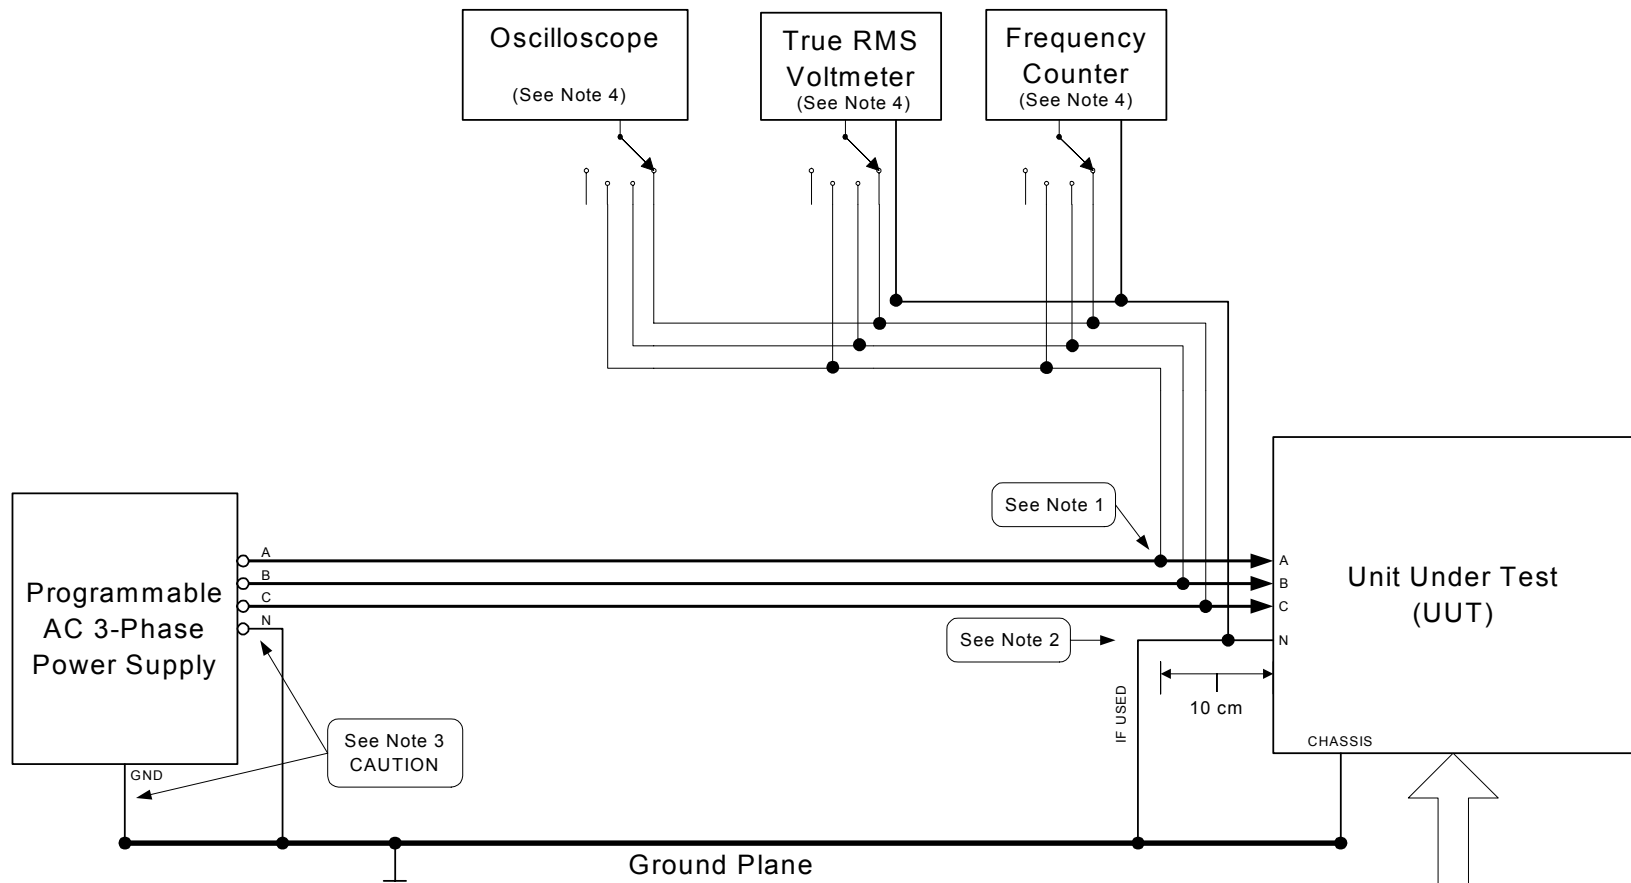 Oscilloscope
(See Note 4)
True RMS
Voltmeter
(See Note 4)
Frequency
Counter
(See Note 4)
See Note 1
Programmable
AC 3-Phase
Power Supply
A
B
C
N
GND
See Note 3
CAUTION
See Note 2
IF USED
10 cm
A
B
C
N
Unit Under Test
(UUT)
CHASSIS
Ground Plane